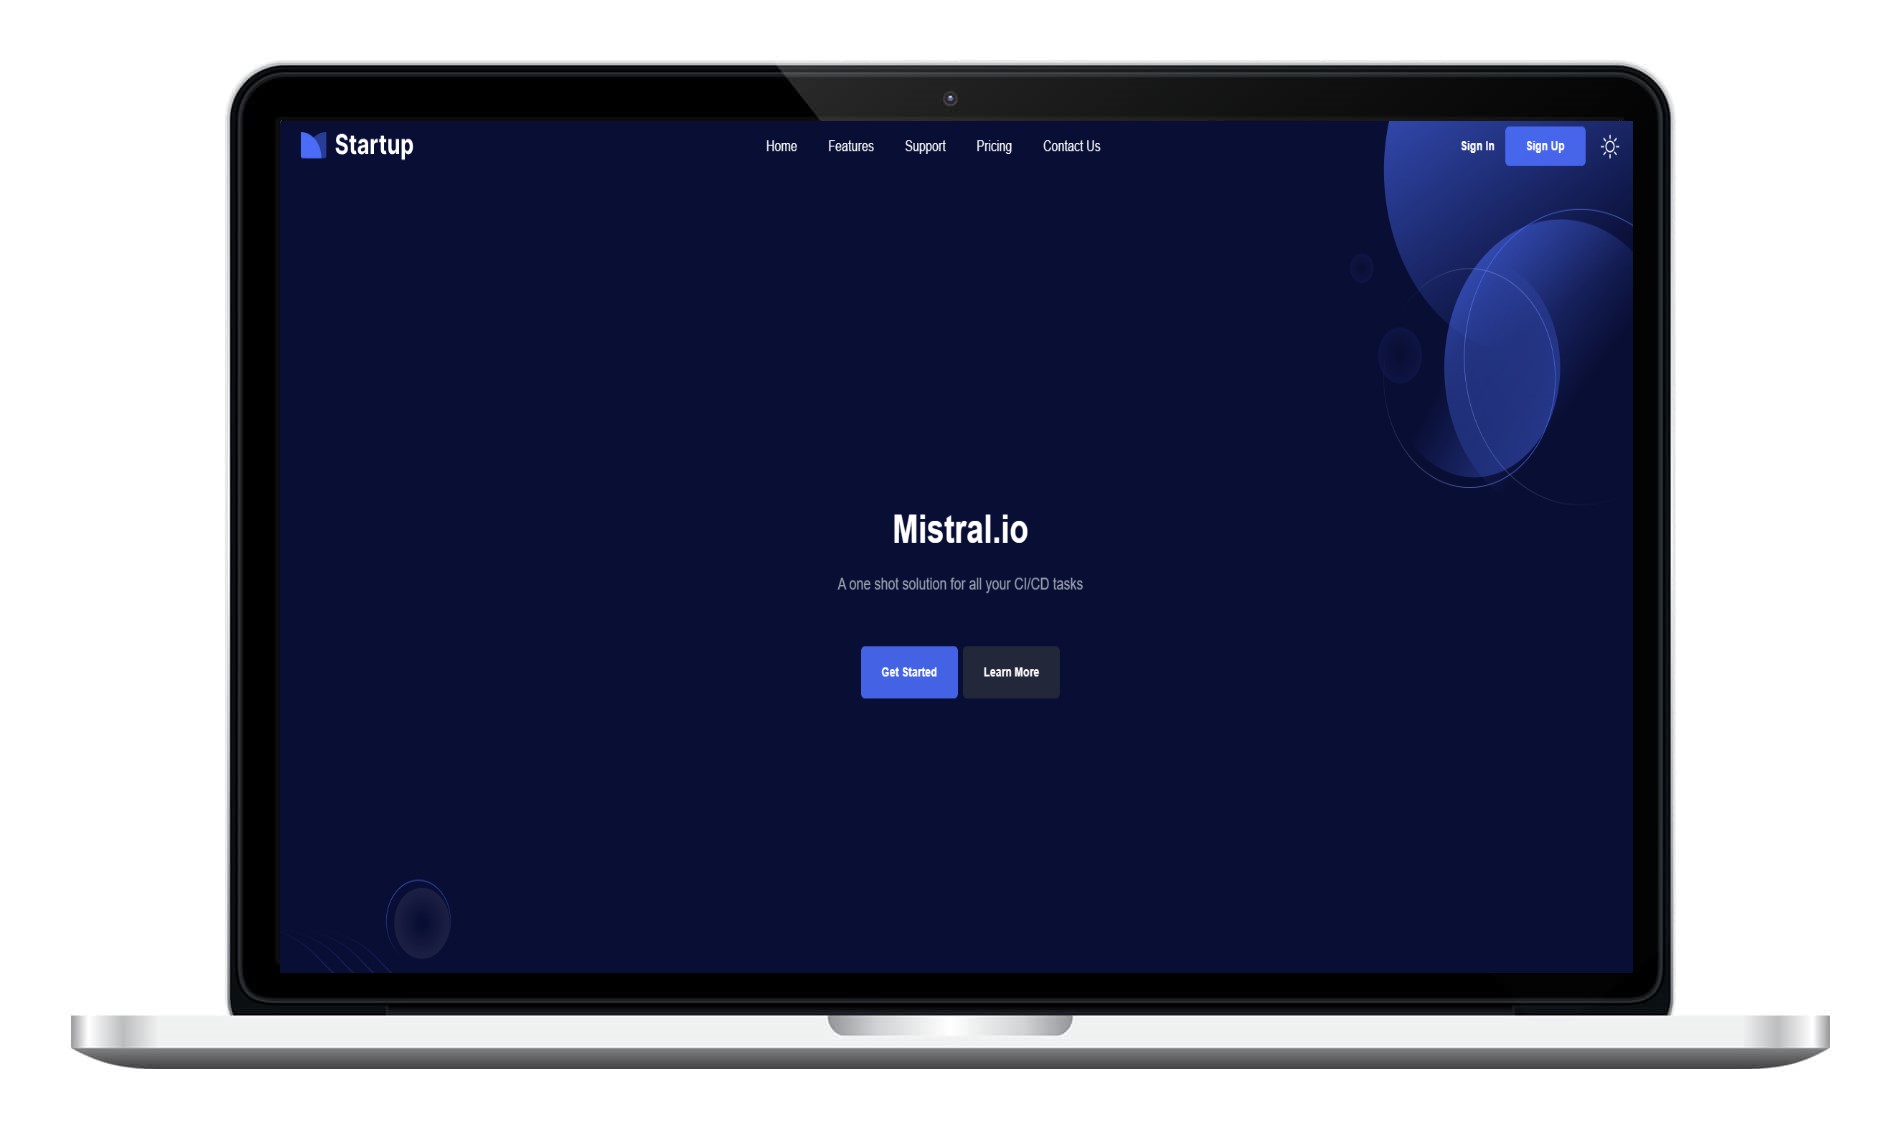 Startup
Home Features Support Pricing Contact Us
Sign In Sign Up
Mistral.io
A one shot solution for all your CI/CD tasks
Get Started Learn More